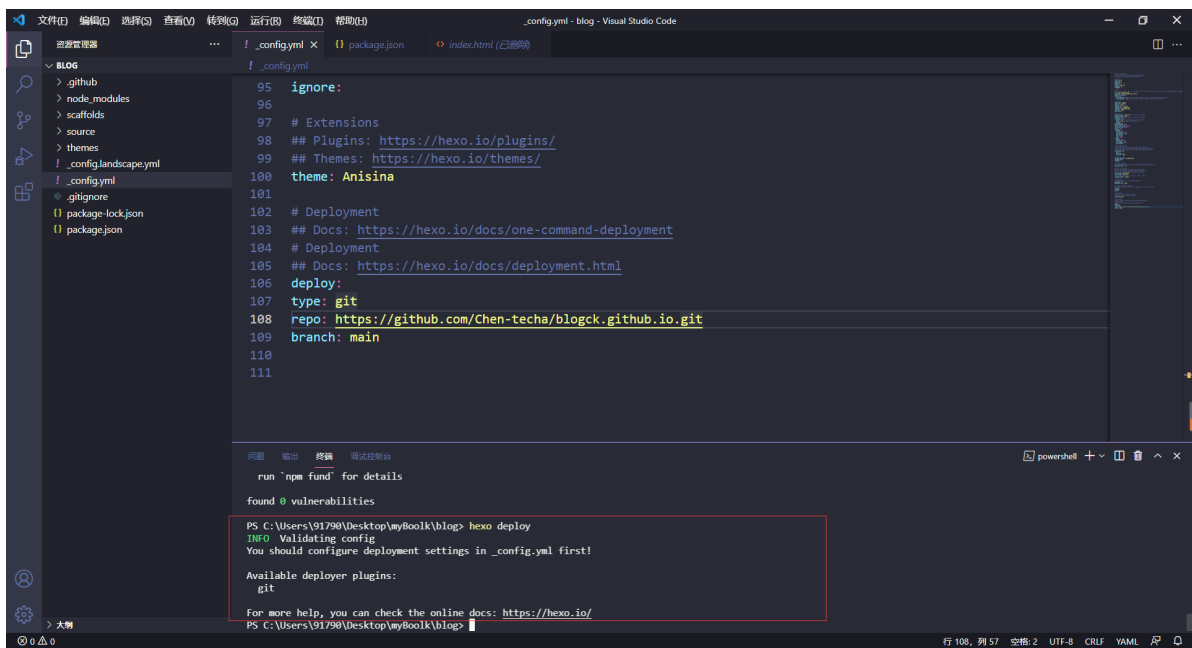 文件(F) 编辑(E) 选择(S) 查看(V) 转到(G) 运行(R) 终端(T) 帮助(H) _config.yml - blog - Visual Studio Code
资源管理器 ···
BLOG
.github
node_modules
scaffolds
source
themes
! _config.landscape.yml
! _config.yml
.gitignore
{} package-lock.json
{} package.json
大纲
! _config.yml {} package.json <> index.html (已删除)
! _config.yml
95 ignore:
96
97 # Extensions
98 ## Plugins: https://hexo.io/plugins/
99 ## Themes: https://hexo.io/themes/
100 theme: Anisina
101
102 # Deployment
103 ## Docs: https://hexo.io/docs/one-command-deployment
104 # Deployment
105 ## Docs: https://hexo.io/docs/deployment.html
106 deploy:
107 type: git
108 repo: https://github.com/Chen-techa/blogck.github.io.git
109 branch: main
110
111
问题 输出 终端 调试控制台 powershell
run `npm fund` for details
found 0 vulnerabilities
PS C:\Users\91790\Desktop\myBoolk\blog> hexo deploy
INFO Validating config
You should configure deployment settings in _config.yml first!
Available deployer plugins:
git
For more help, you can check the online docs: https://hexo.io/
PS C:\Users\91790\Desktop\myBoolk\blog>
0 0 行 108, 列 57 空格: 2 UTF-8 CRLF YAML